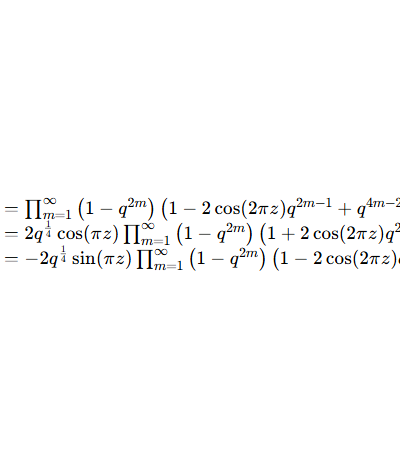 = ∏_{m=1}^{∞} (1 − q^{2m}) (1 − 2 cos(2πz)q^{2m−1} + q^{4m−2
= 2q^{1/4} cos(πz) ∏_{m=1}^{∞} (1 − q^{2m}) (1 + 2 cos(2πz)q^{2
= −2q^{1/4} sin(πz) ∏_{m=1}^{∞} (1 − q^{2m}) (1 − 2 cos(2πz)